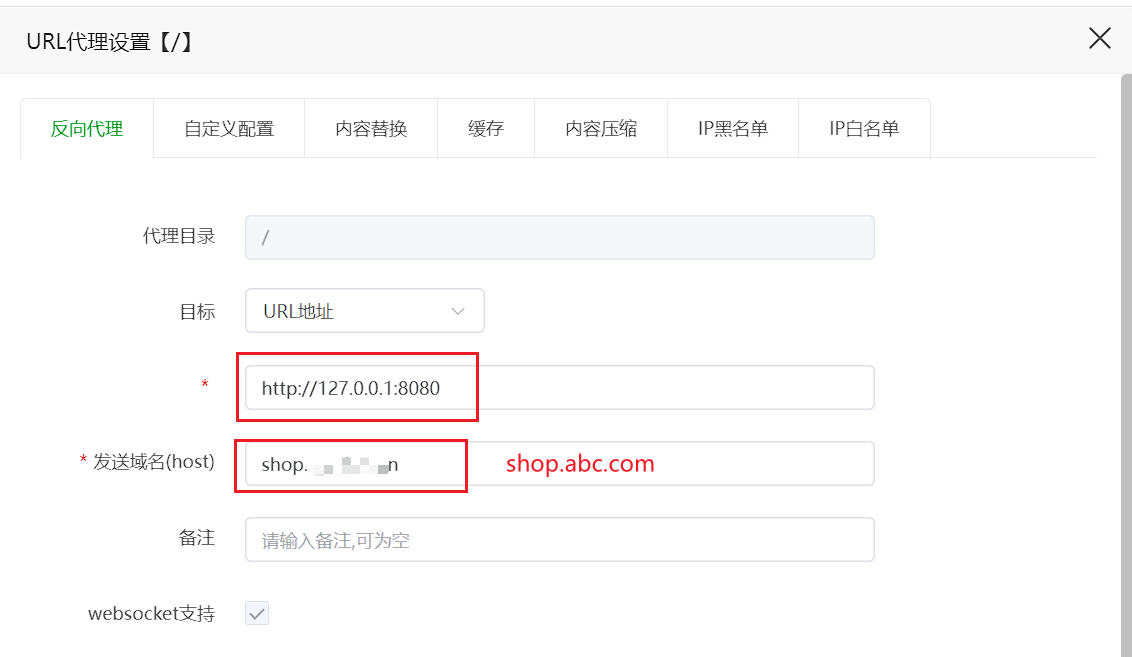 URL代理设置【/】
反向代理 自定义配置 内容替换 缓存 内容压缩 IP黑名单 IP白名单
代理目录 /
目标 URL地址
* http://127.0.0.1:8080
* 发送域名(host) shop. shop.abc.com
备注 请输入备注,可为空
websocket支持